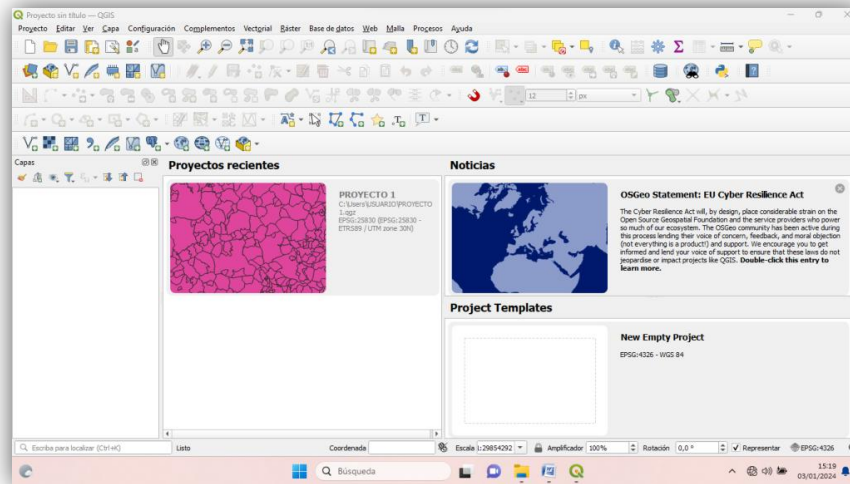 Proyecto sin título — QGIS
Proyecto Editar Ver Capa Configuración Complementos Vectorial Ráster Base de datos Web Malla Procesos Ayuda
12 px
Capas
Proyectos recientes
PROYECTO 1
C:\Users\USUARIO\PROYECTO
1.qgz
EPSG:25830 (EPSG:25830 -
ETRS89 / UTM zone 30N)
Noticias
OSGeo Statement: EU Cyber Resilience Act
The Cyber Resilience Act will, by design, place considerable strain on the
Open Source Geospatial Foundation and the service providers who power
so much of our ecosystem. The OSGeo community has been active during
this process lending their voice of concern, feedback, and moral objection
(not everything is a product!) and support. We encourage you to get
informed and lend your voice of support to ensure that these laws do not
jeopardise or impact projects like QGIS. Double-click this entry to
learn more.
Project Templates
New Empty Project
EPSG:4326 - WGS 84
Escriba para localizar (Ctrl+K) Listo Coordenada Escala 1:29854292 Amplificador 100% Rotación 0,0 ° Representar EPSG:4326
Búsqueda
15:19
03/01/2024